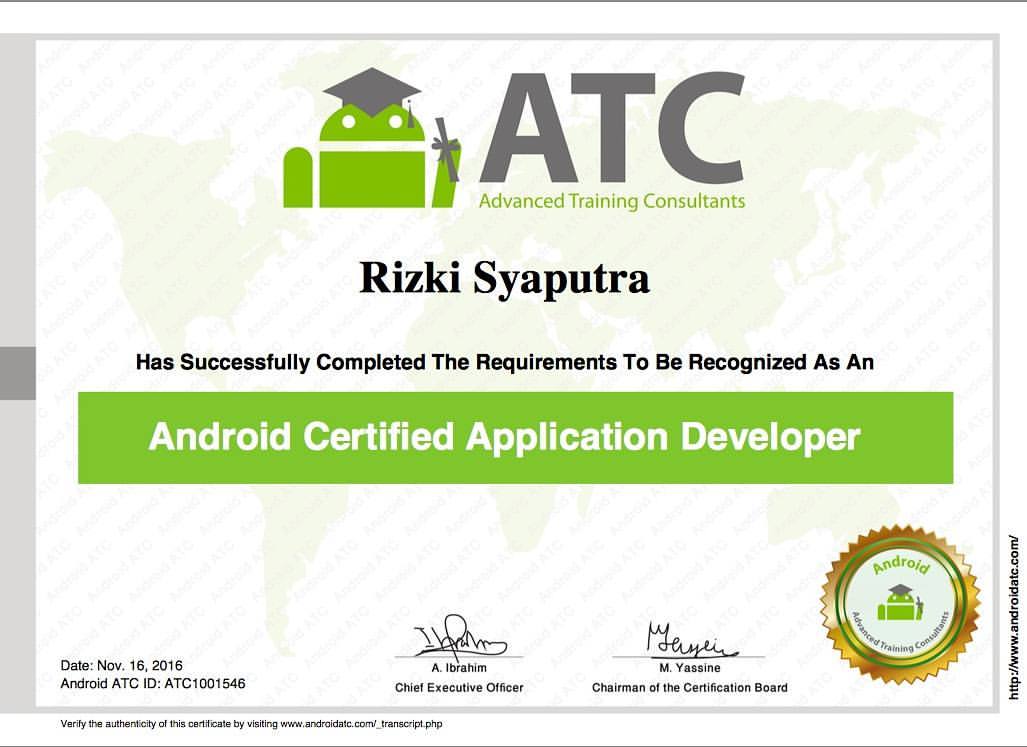 ATC
Advanced Training Consultants
Rizki Syaputra
Has Successfully Completed The Requirements To Be Recognized As An
Android Certified Application Developer
Android
Advanced Training Consultants
Date: Nov. 16, 2016
Android ATC ID: ATC1001546
A. Ibrahim
Chief Executive Officer
M. Yassine
Chairman of the Certification Board
http://www.androidatc.com/
Verify the authenticity of this certificate by visiting www.androidatc.com/_transcript.php